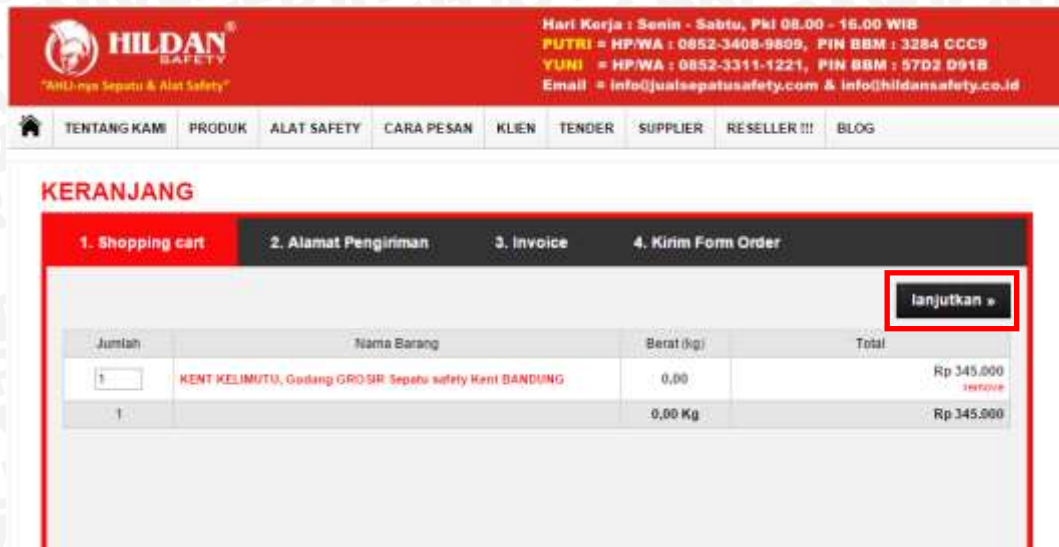 HILDAN®
SAFETY
"AHLI-nya Sepatu & Alat Safety"
Hari Kerja : Senin - Sabtu, Pkl 08.00 - 16.00 WIB
PUTRI = HP/WA : 0852-3408-9809, PIN BBM : 3284 CCC9
YUNI = HP/WA : 0852-3311-1221, PIN BBM : 57D2 D91B
Email = info@jualsepatusafety.com & info@hildansafety.co.id
TENTANG KAMI PRODUK ALAT SAFETY CARA PESAN KLIEN TENDER SUPPLIER RESELLER !!! BLOG
KERANJANG
1. Shopping cart 2. Alamat Pengiriman 3. Invoice 4. Kirim Form Order
lanjutkan »
Jumlah Nama Barang Berat (kg) Total
1 KENT KELIMUTU, Gudang GROSIR Sepatu safety Kent BANDUNG 0,00 Rp 345.000
remove
1 0,00 Kg Rp 345.000